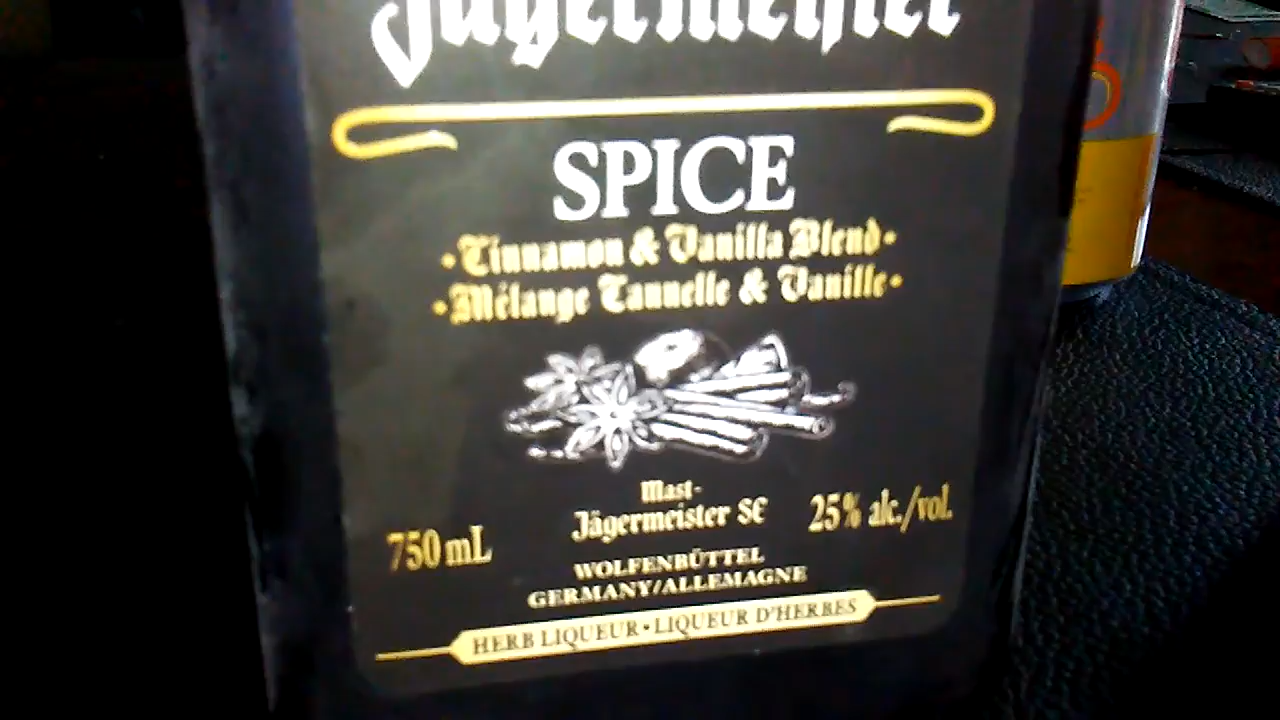 Jägermeister
SPICE
•Cinnamon & Vanilla Blend•
•Mélange Cannelle & Vanille•
Mast-
Jägermeister SE
750 mL
25% alc./vol.
WOLFENBÜTTEL
GERMANY/ALLEMAGNE
HERB LIQUEUR•LIQUEUR D'HERBES